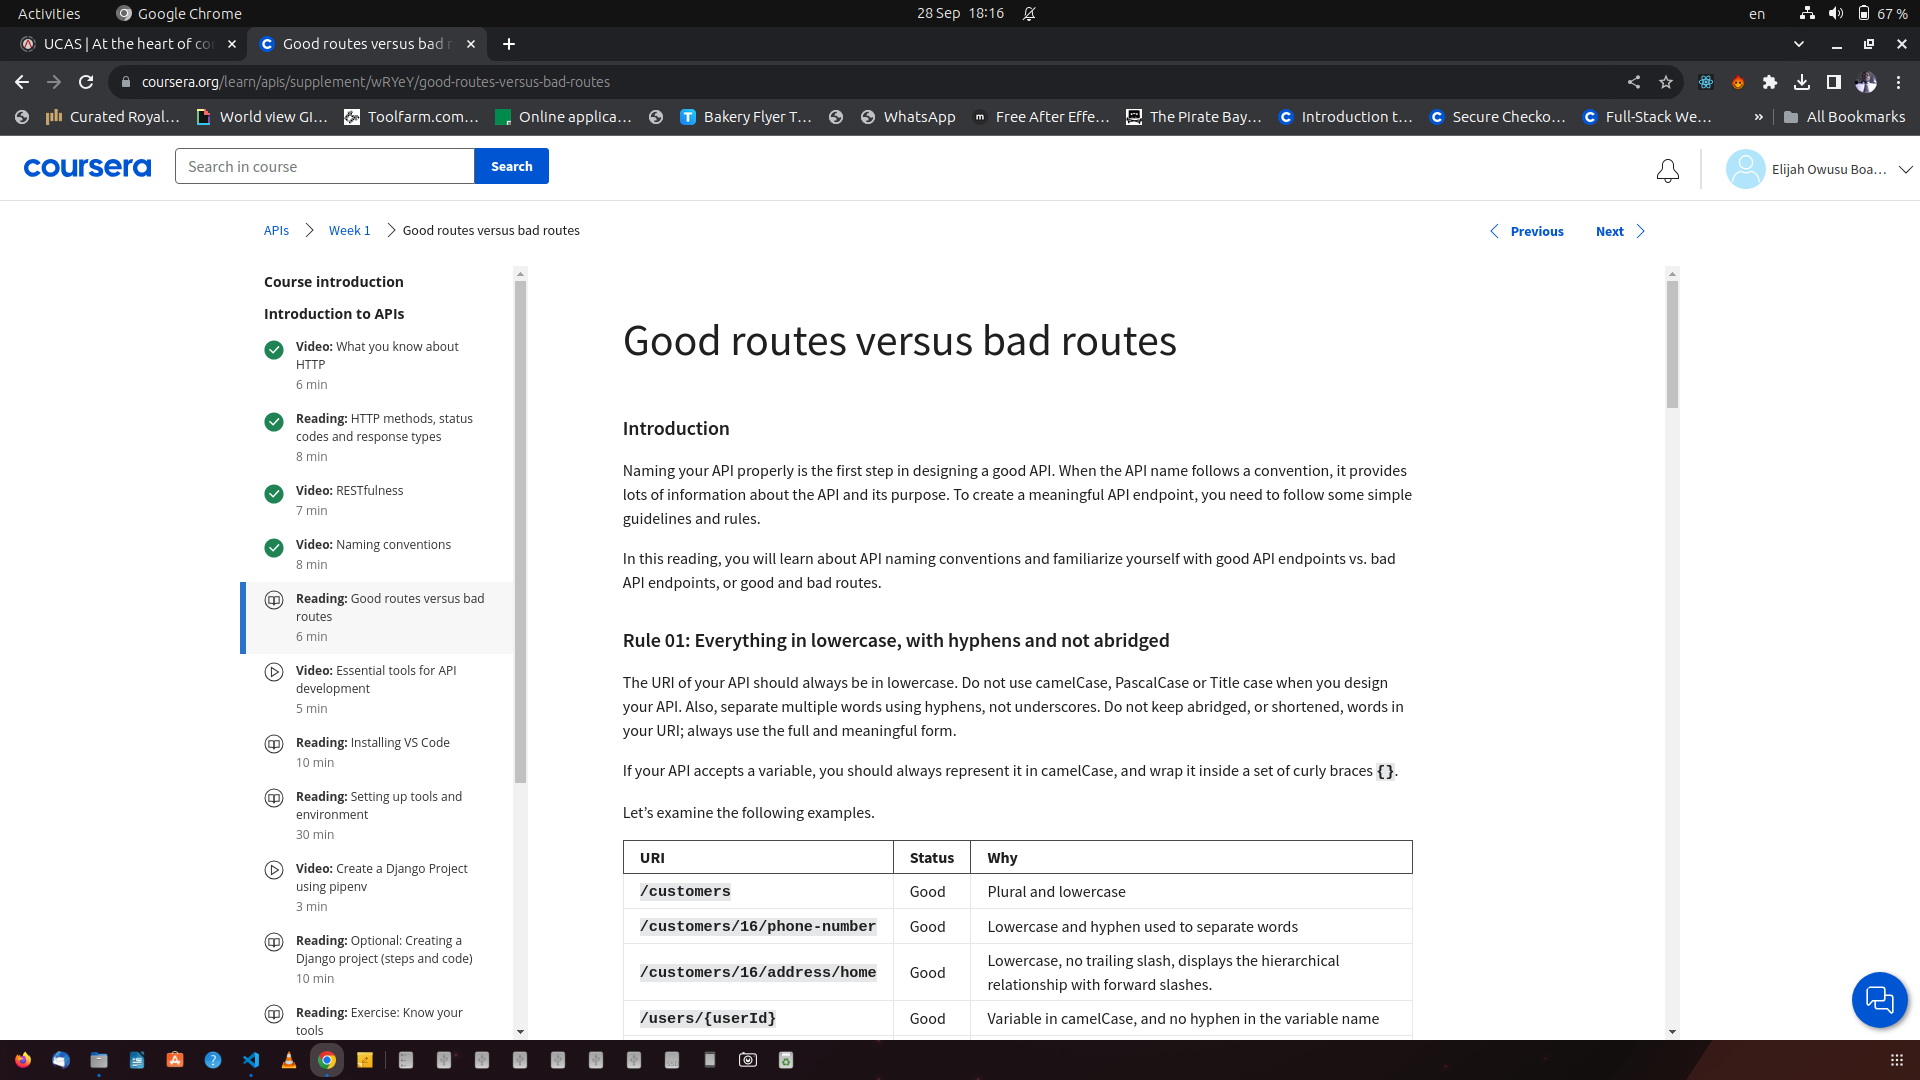 Activities
Google Chrome
28 Sep 18:16
en
67 %
UCAS | At the heart of co
Good routes versus bad r
coursera.org/learn/apis/supplement/wRYeY/good-routes-versus-bad-routes
Curated Royal...
World view GI...
Toolfarm.com...
Online applica...
Bakery Flyer T...
WhatsApp
Free After Effe...
The Pirate Bay...
Introduction t...
Secure Checko...
Full-Stack We...
»
All Bookmarks
coursera
Search in course
Search
Elijah Owusu Boa...
APIs
Week 1
Good routes versus bad routes
Previous
Next
Course introduction
Introduction to APIs
Video: What you know about
HTTP
6 min
Reading: HTTP methods, status
codes and response types
8 min
Video: RESTfulness
7 min
Video: Naming conventions
8 min
Reading: Good routes versus bad
routes
6 min
Video: Essential tools for API
development
5 min
Reading: Installing VS Code
10 min
Reading: Setting up tools and
environment
30 min
Video: Create a Django Project
using pipenv
3 min
Reading: Optional: Creating a
Django project (steps and code)
10 min
Reading: Exercise: Know your
tools
Good routes versus bad routes
Introduction
Naming your API properly is the first step in designing a good API. When the API name follows a convention, it provides
lots of information about the API and its purpose. To create a meaningful API endpoint, you need to follow some simple
guidelines and rules.
In this reading, you will learn about API naming conventions and familiarize yourself with good API endpoints vs. bad
API endpoints, or good and bad routes.
Rule 01: Everything in lowercase, with hyphens and not abridged
The URI of your API should always be in lowercase. Do not use camelCase, PascalCase or Title case when you design
your API. Also, separate multiple words using hyphens, not underscores. Do not keep abridged, or shortened, words in
your URI; always use the full and meaningful form.
If your API accepts a variable, you should always represent it in camelCase, and wrap it inside a set of curly braces {}.
Let’s examine the following examples.
URI Status Why
/customers Good Plural and lowercase
/customers/16/phone-number Good Lowercase and hyphen used to separate words
/customers/16/address/home Good Lowercase, no trailing slash, displays the hierarchical
relationship with forward slashes.
/users/{userId} Good Variable in camelCase, and no hyphen in the variable name